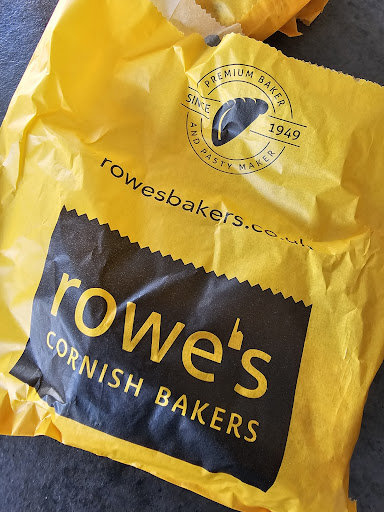 PREMIUM BAKER
SINCE 1949
AND PASTY MAKER
rowesbakers.co.uk
rowe's
CORNISH BAKERS